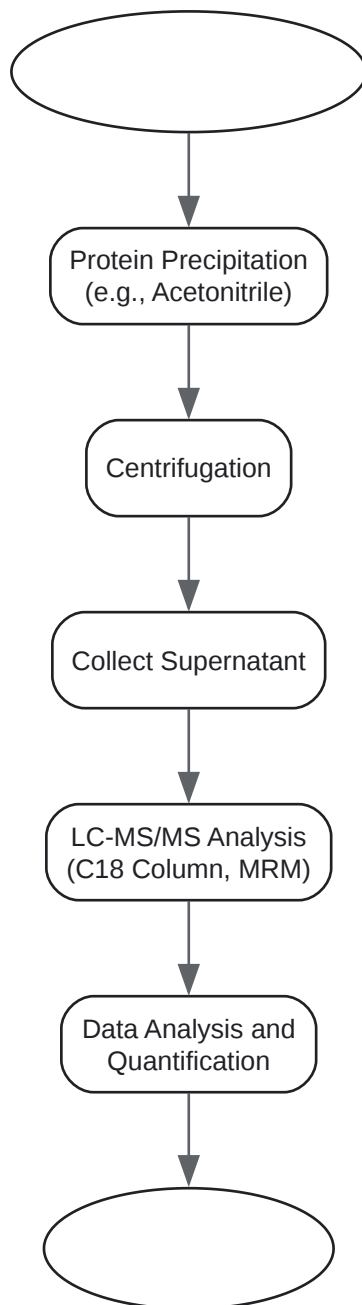 Protein Precipitation
(e.g., Acetonitrile)
Centrifugation
Collect Supernatant
LC-MS/MS Analysis
(C18 Column, MRM)
Data Analysis and
Quantification